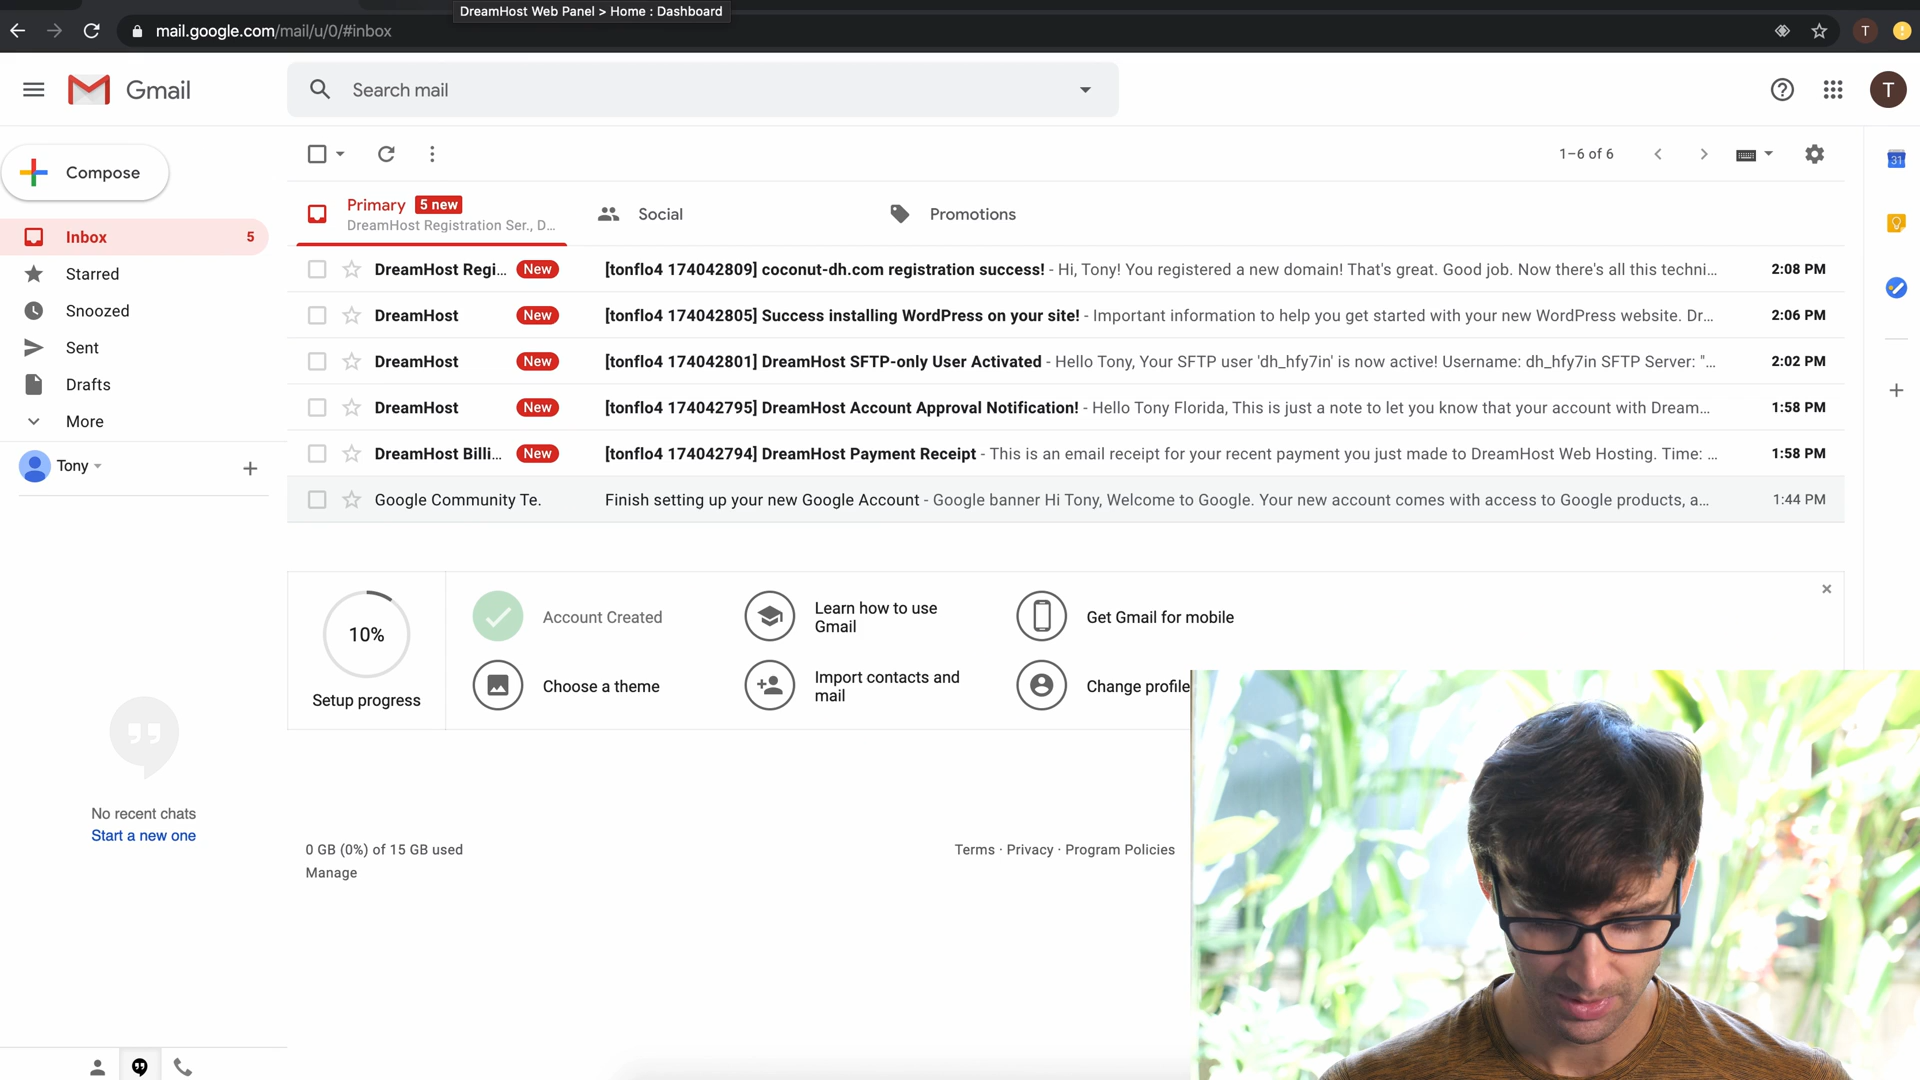 DreamHost Web Panel > Home : Dashboard
mail.google.com/mail/u/0/#inbox
T
Gmail
Search mail
T
Compose
1–6 of 6
31
Primary 5 new
DreamHost Registration Ser., D...
Social
Promotions
Inbox 5
Starred
Snoozed
Sent
Drafts
More
Tony
DreamHost Regi... New [tonflo4 174042809] coconut-dh.com registration success! - Hi, Tony! You registered a new domain! That's great. Good job. Now there's all this techni... 2:08 PM
DreamHost New [tonflo4 174042805] Success installing WordPress on your site! - Important information to help you get started with your new WordPress website. Dr... 2:06 PM
DreamHost New [tonflo4 174042801] DreamHost SFTP-only User Activated - Hello Tony, Your SFTP user 'dh_hfy7in' is now active! Username: dh_hfy7in SFTP Server: "... 2:02 PM
DreamHost New [tonflo4 174042795] DreamHost Account Approval Notification! - Hello Tony Florida, This is just a note to let you know that your account with Dream... 1:58 PM
DreamHost Billi... New [tonflo4 174042794] DreamHost Payment Receipt - This is an email receipt for your recent payment you just made to DreamHost Web Hosting. Time: ... 1:58 PM
Google Community Te. Finish setting up your new Google Account - Google banner Hi Tony, Welcome to Google. Your new account comes with access to Google products, a... 1:44 PM
10%
Setup progress
Account Created
Learn how to use
Gmail
Get Gmail for mobile
Choose a theme
Import contacts and
mail
Change profile
No recent chats
Start a new one
0 GB (0%) of 15 GB used
Manage
Terms · Privacy · Program Policies